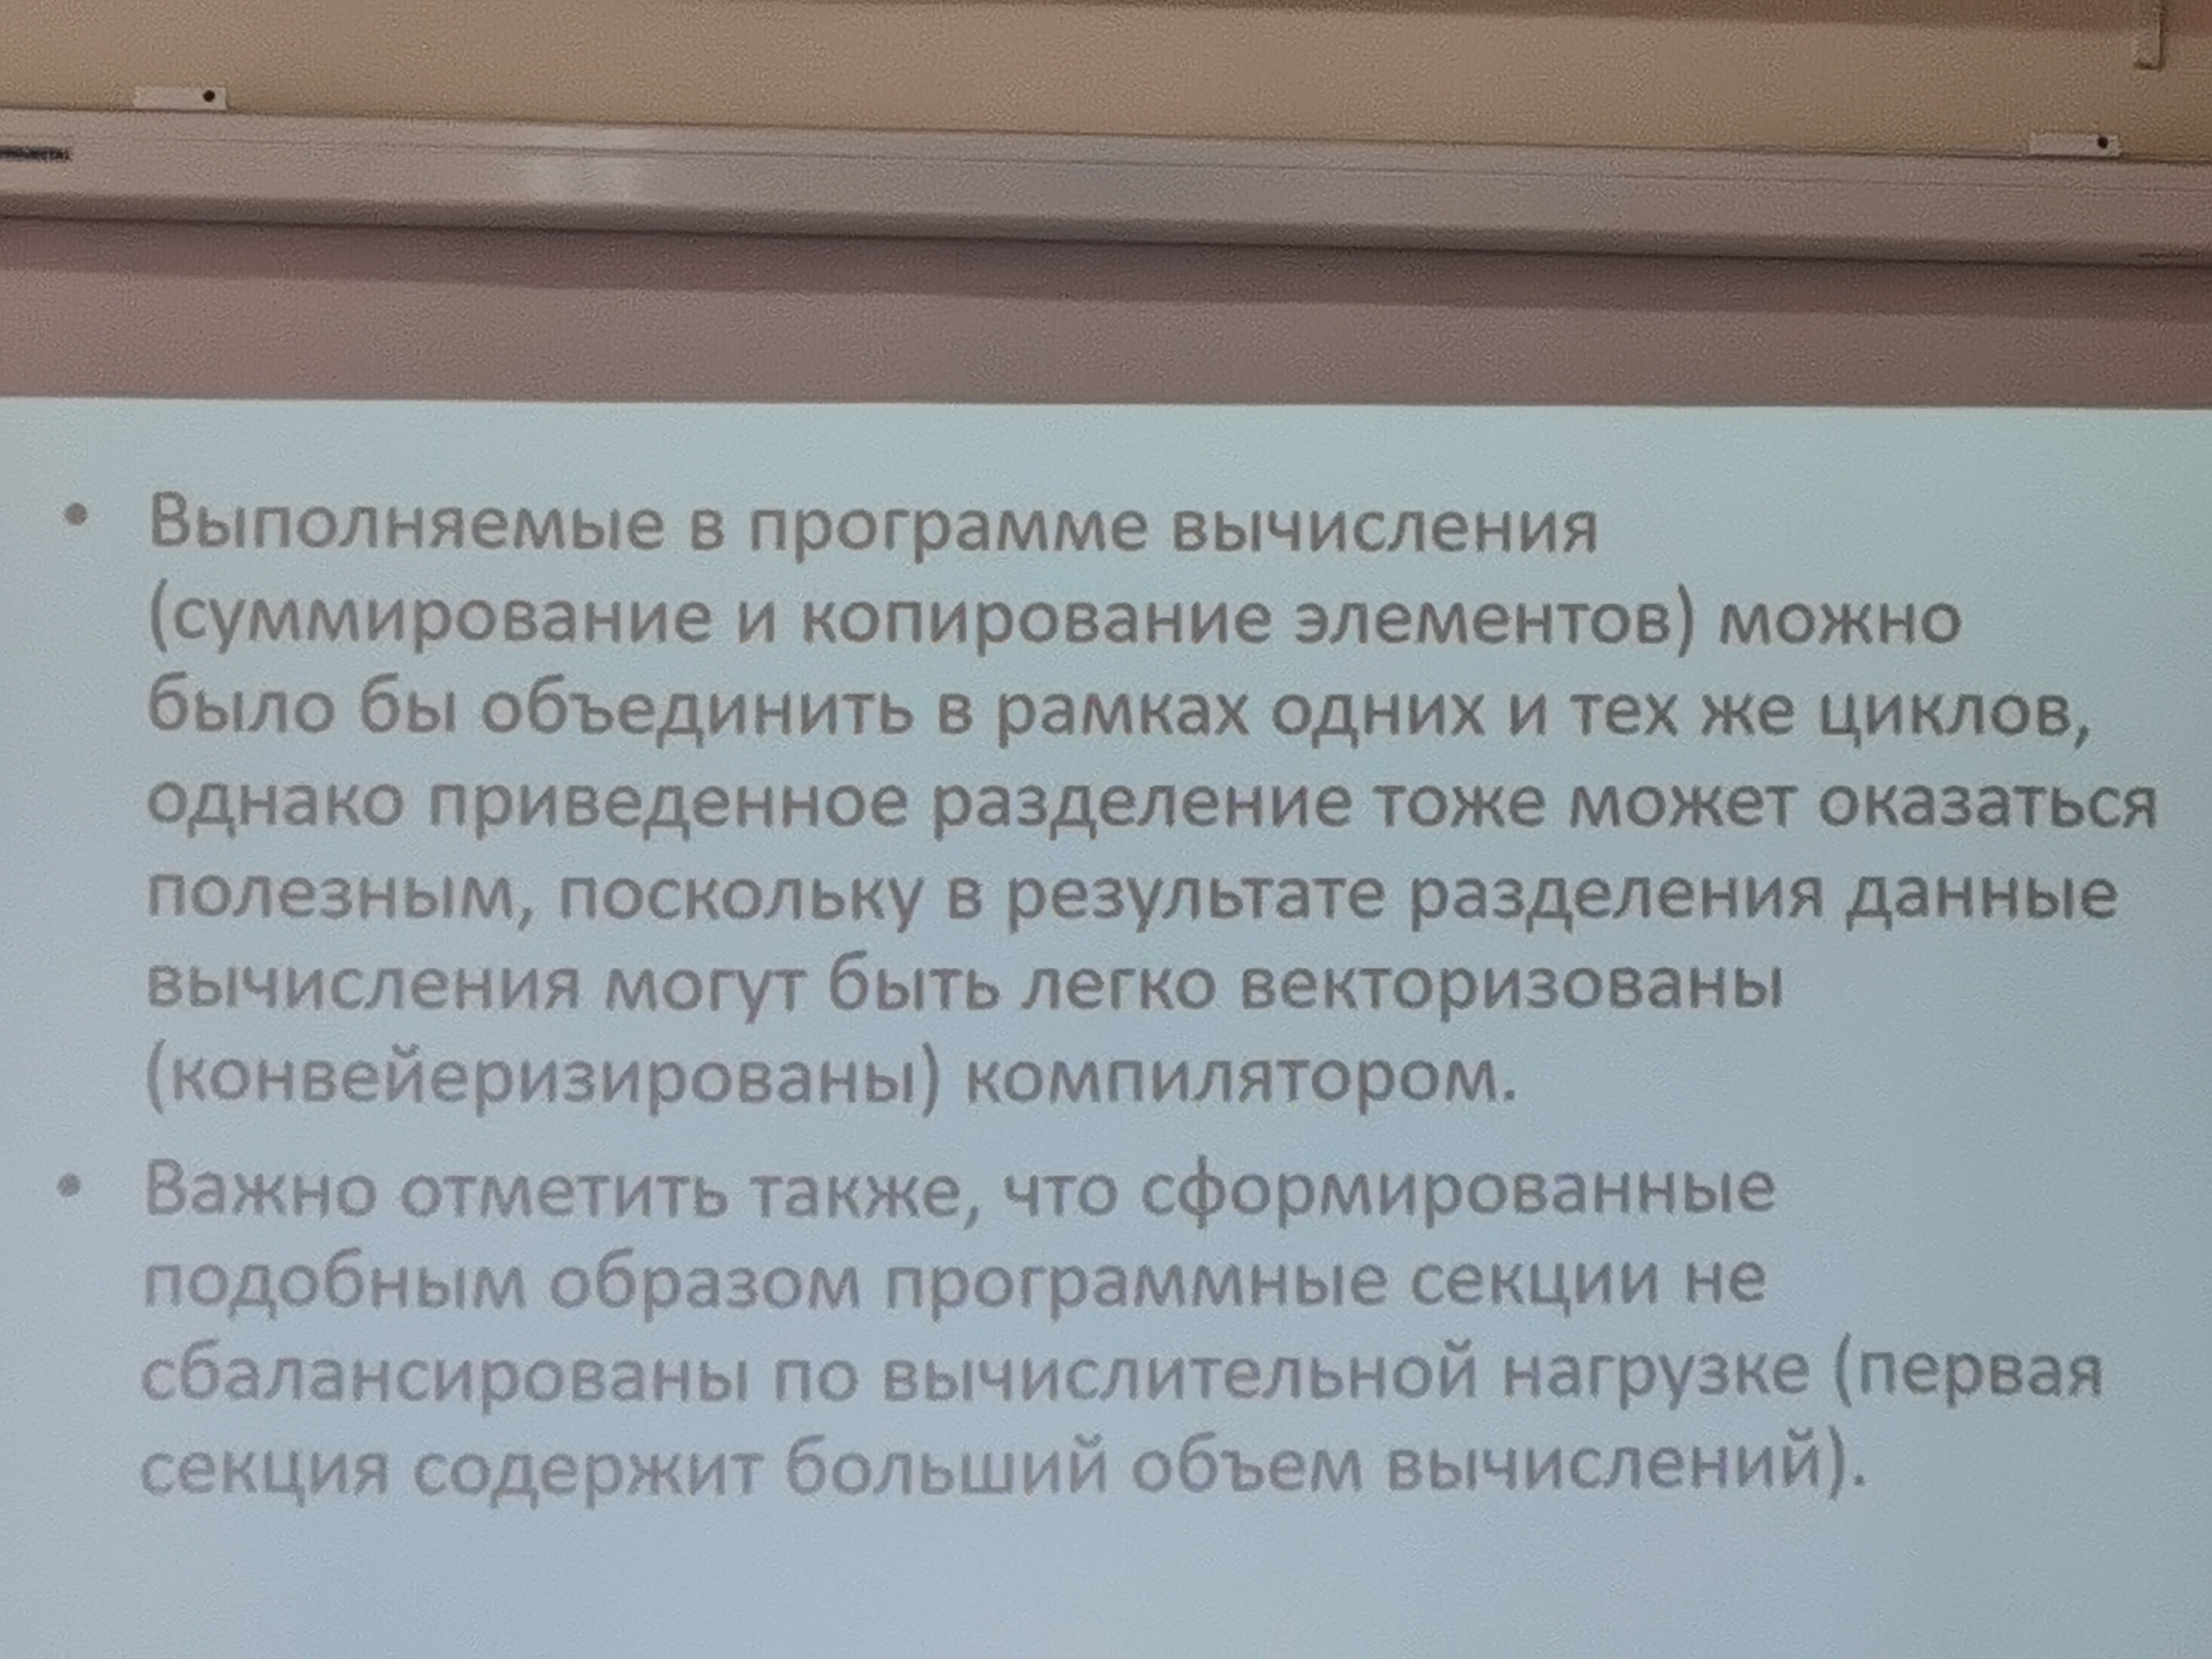 • Выполняемые в программе вычисления
(суммирование и копирование элементов) можно
было бы объединить в рамках одних и тех же циклов,
однако приведенное разделение тоже может оказаться
полезным, поскольку в результате разделения данные
вычисления могут быть легко векторизованы
(конвейеризированы) компилятором.
• Важно отметить также, что сформированные
подобным образом программные секции не
сбалансированы по вычислительной нагрузке (первая
секция содержит больший объем вычислений).